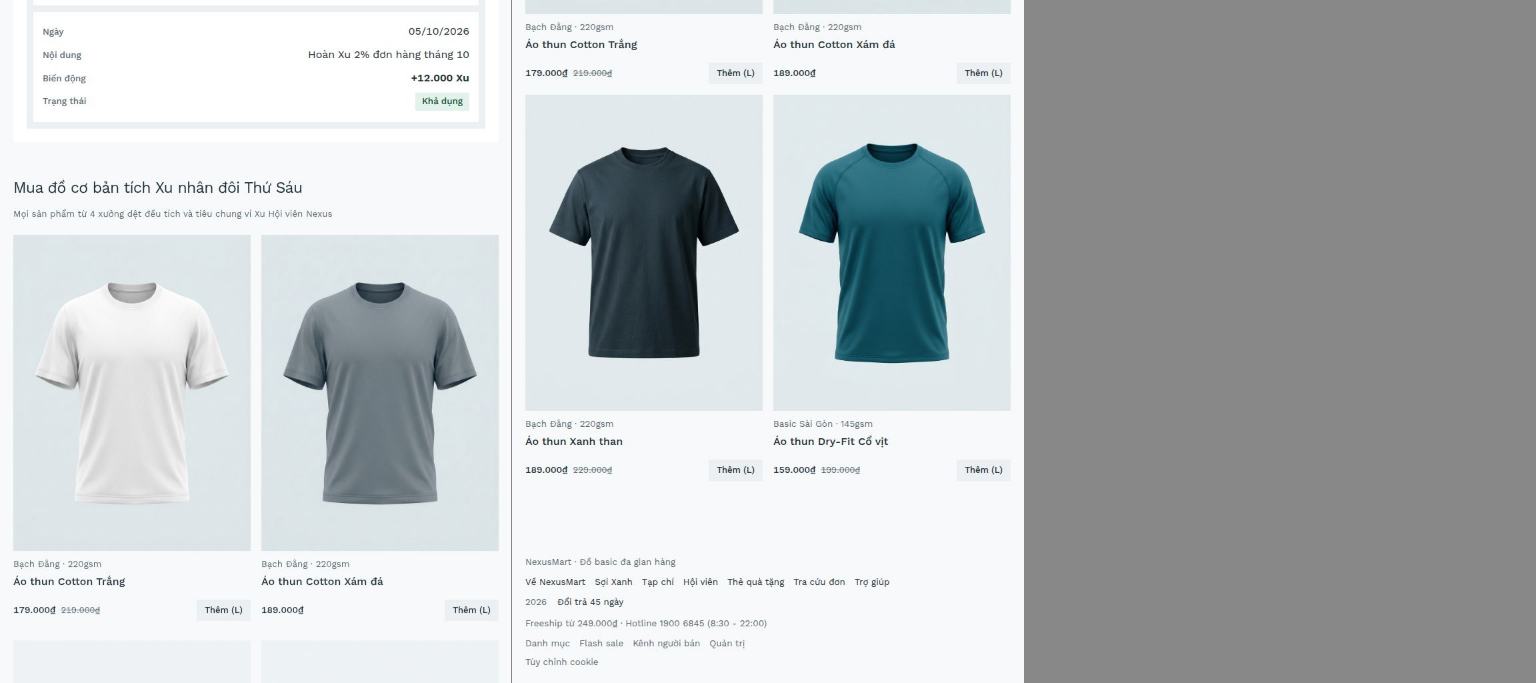 Ngày 05/10/2026
Nội dung Hoàn Xu 2% đơn hàng tháng 10
Biến động +12.000 Xu
Trạng thái Khả dụng
Mua đồ cơ bản tích Xu nhân đôi Thứ Sáu
Mọi sản phẩm từ 4 xưởng dệt đều tích và tiêu chung ví Xu Hội viên Nexus
Bạch Đằng · 220gsm
Áo thun Cotton Trắng
179.000₫ 219.000₫ Thêm (L)
Bạch Đằng · 220gsm
Áo thun Cotton Xám đá
189.000₫ Thêm (L)
Bạch Đằng · 220gsm
Áo thun Cotton Trắng
179.000₫ 219.000₫ Thêm (L)
Bạch Đằng · 220gsm
Áo thun Cotton Xám đá
189.000₫ Thêm (L)
Bạch Đằng · 220gsm
Áo thun Xanh than
189.000₫ 229.000₫ Thêm (L)
Basic Sài Gòn · 145gsm
Áo thun Dry-Fit Cổ vịt
159.000₫ 199.000₫ Thêm (L)
NexusMart · Đồ basic đa gian hàng
Về NexusMart Sợi Xanh Tạp chí Hội viên Thẻ quà tặng Tra cứu đơn Trợ giúp
2026 Đổi trả 45 ngày
Freeship từ 249.000₫ · Hotline 1900 6845 (8:30 - 22:00)
Danh mục Flash sale Kênh người bán Quản trị
Tùy chỉnh cookie